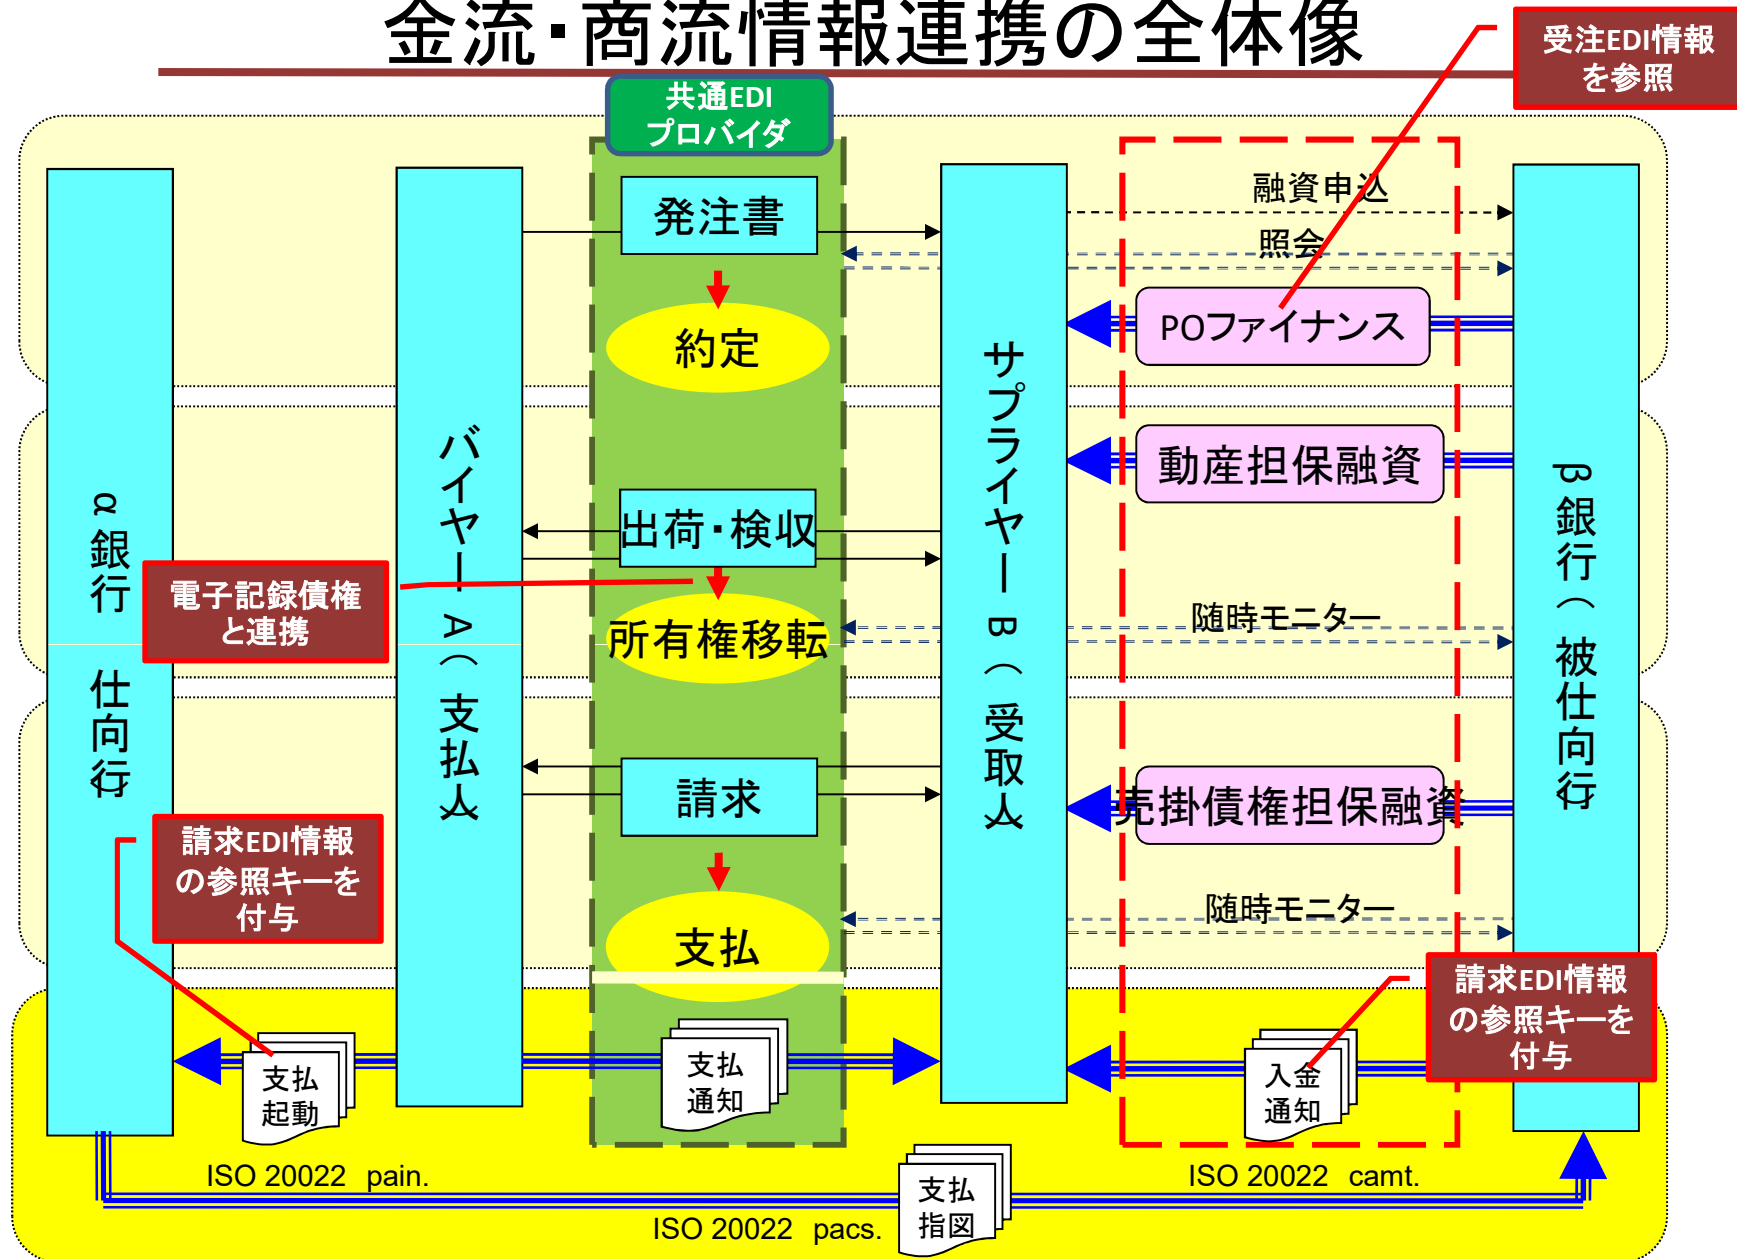 金流・商流情報連携の全体像
受注EDI情報
を参照
共通EDI
プロバイダ
発注書
融資申込
照会
約定
POファイナンス
動産担保融資
α銀行（仕向行）
バイヤーA（支払人）
サプライヤーB（受取人）
β銀行（被仕向行）
出荷・検収
電子記録債権
と連携
所有権移転
随時モニター
請求
売掛債権担保融資
請求EDI情報
の参照キーを
付与
支払
随時モニター
請求EDI情報
の参照キーを
付与
支払
起動
支払
通知
入金
通知
ISO 20022 pain.
ISO 20022 camt.
支払
指図
ISO 20022 pacs.